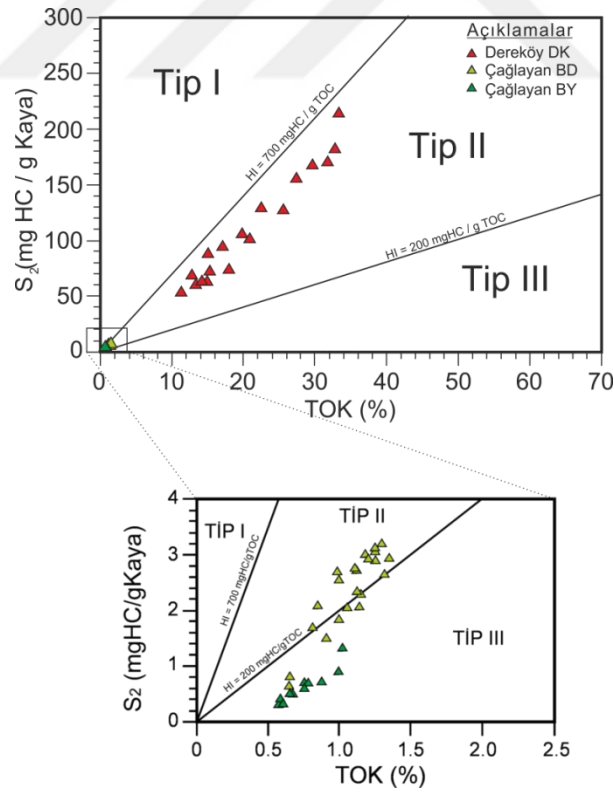 Açıklamalar
Dereköy DK
Çağlayan BD
Çağlayan BY
Tip I
Tip II
Tip III
HI = 700 mgHC / g TOC
HI = 200 mgHC / g TOC
S2(mg HC / g Kaya)
300
250
200
150
100
50
0
0 10 20 30 40 50 60 70
TOK (%)
TİP I
TİP II
TİP III
HI = 700 mgHC/gTOC
HI = 200 mgHC/gTOC
S2 (mgHC/gKaya)
4
3
2
1
0
0 0.5 1.0 1.5 2.0 2.5
TOK (%)